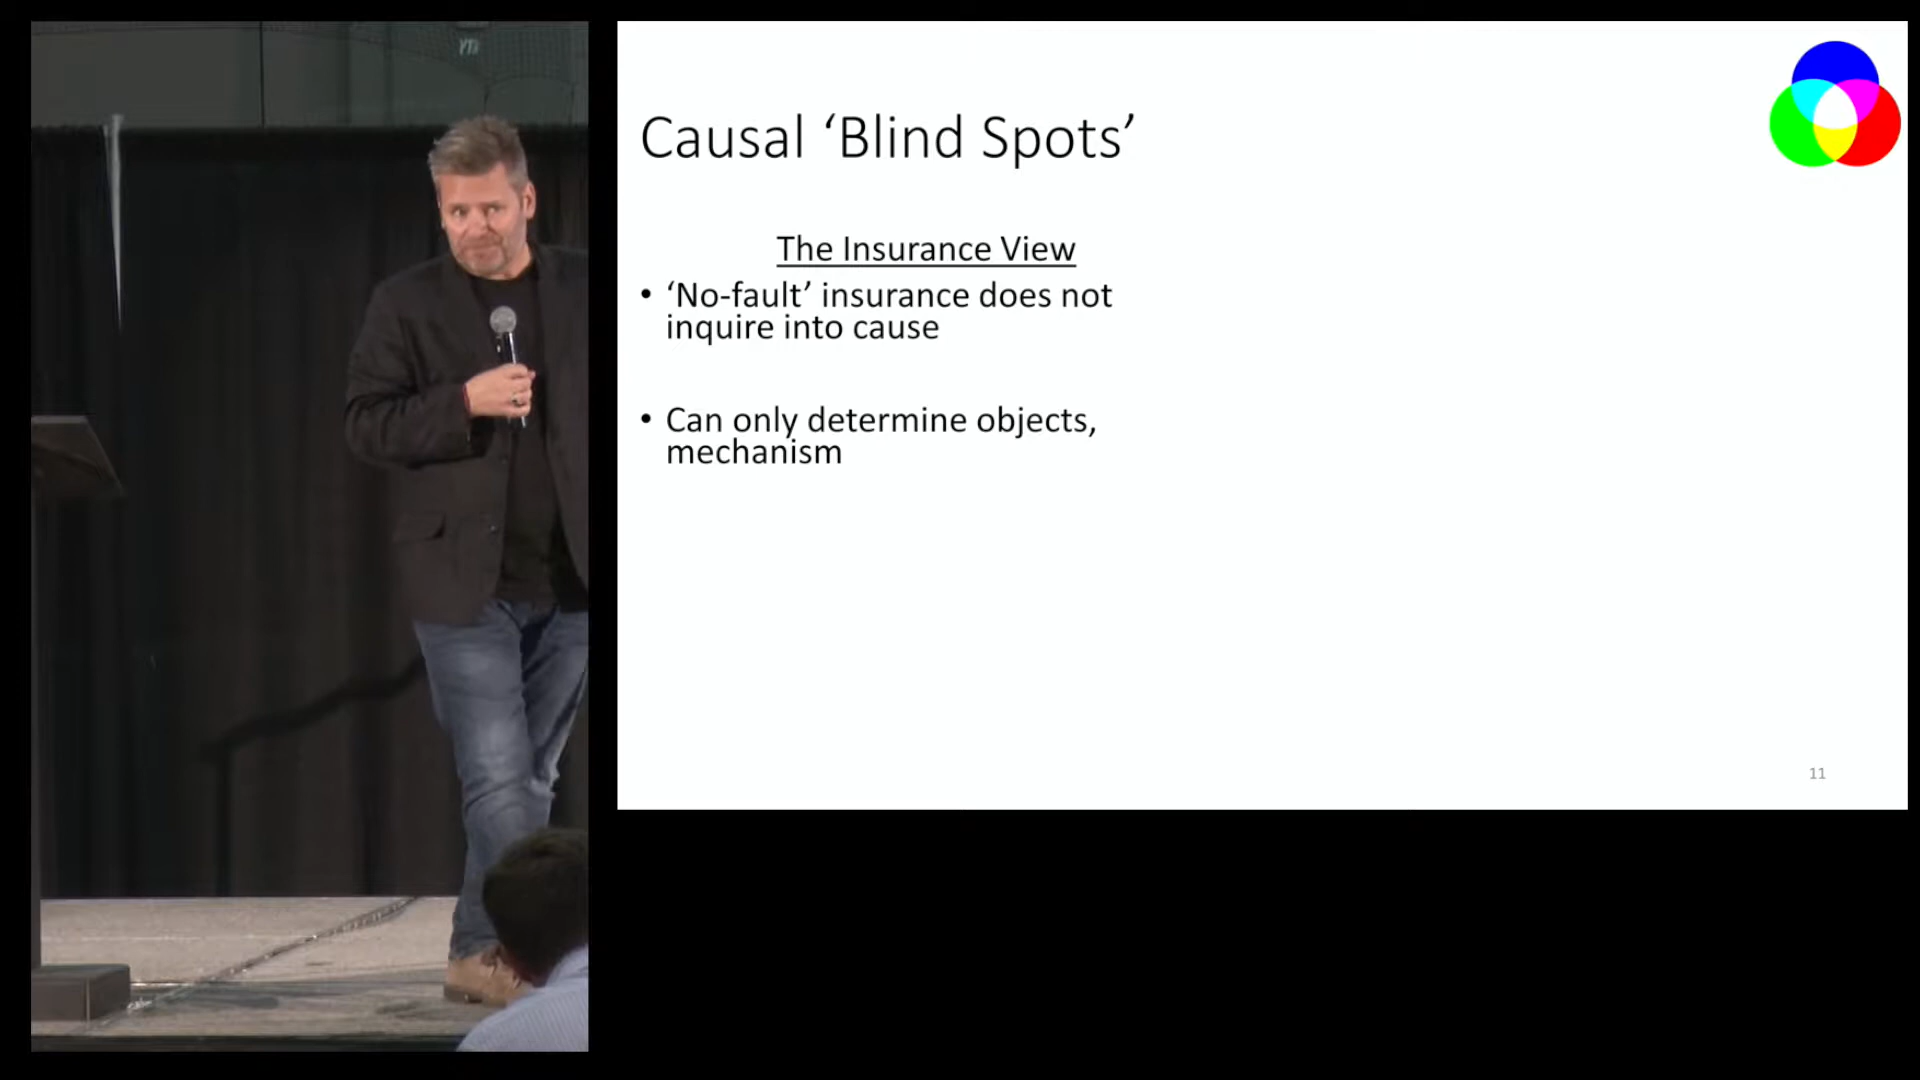 Causal ‘Blind Spots’
The Insurance View
• ‘No-fault’ insurance does not
inquire into cause
• Can only determine objects,
mechanism
11